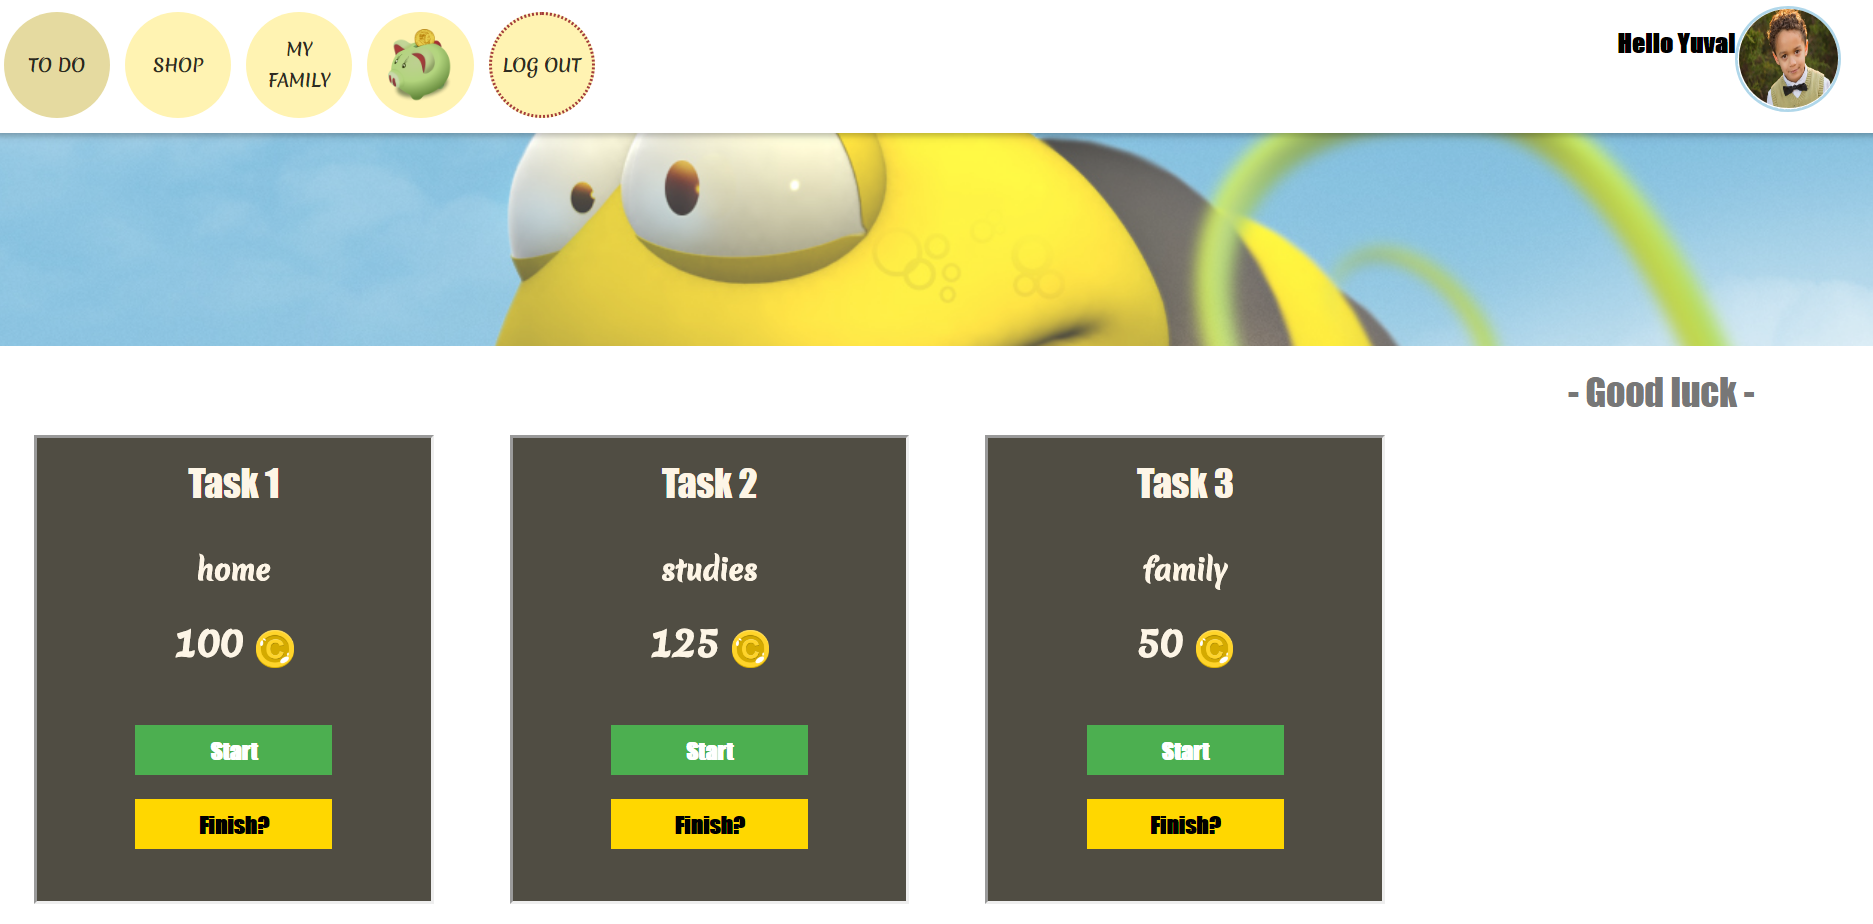 TO DO
SHOP
MY
FAMILY
LOG OUT
Hello Yuval
- Good luck -
Task 1
home
100 C
Start
Finish?
Task 2
studies
125 C
Start
Finish?
Task 3
family
50 C
Start
Finish?